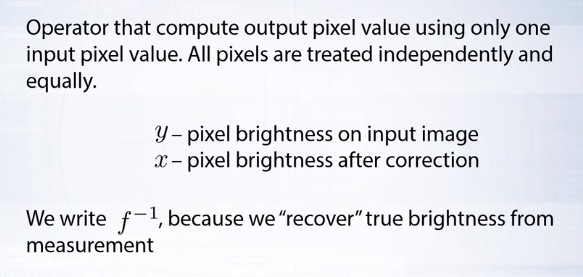 Operator that compute output pixel value using only one
input pixel value. All pixels are treated independently and
equally.
y – pixel brightness on input image
x – pixel brightness after correction
We write f⁻¹, because we “recover” true brightness from
measurement